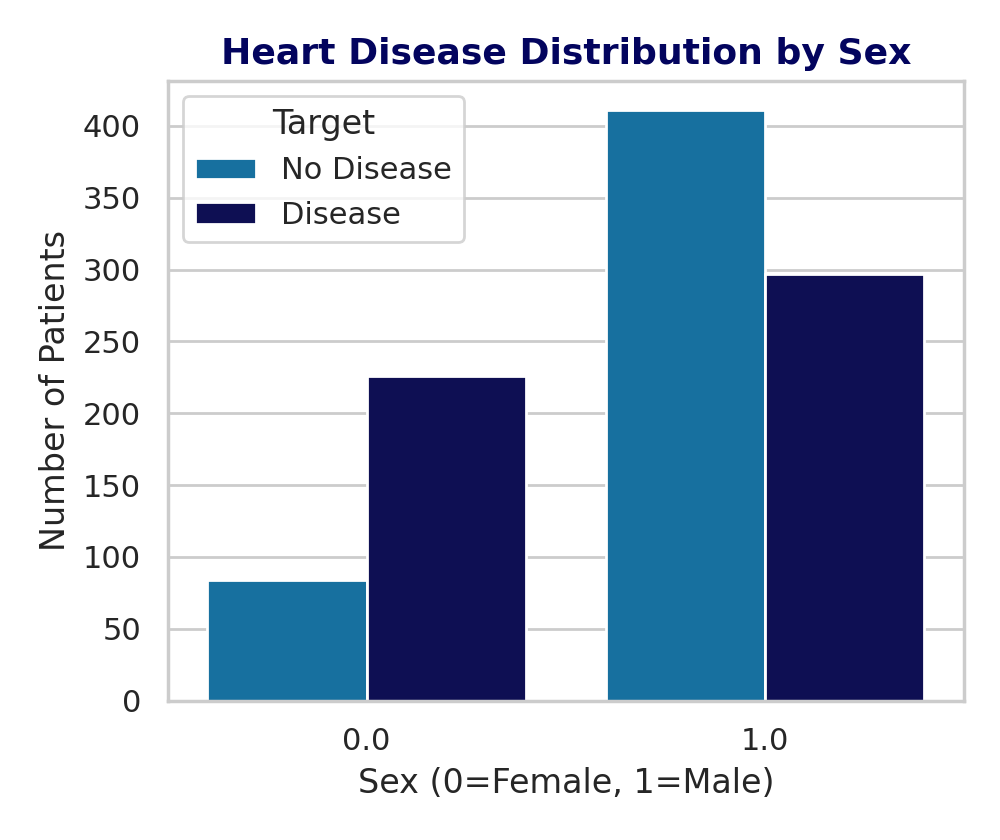 Heart Disease Distribution by Sex
Target
No Disease
Disease
Number of Patients
400
350
300
250
200
150
100
50
0
0.0
1.0
Sex (0=Female, 1=Male)